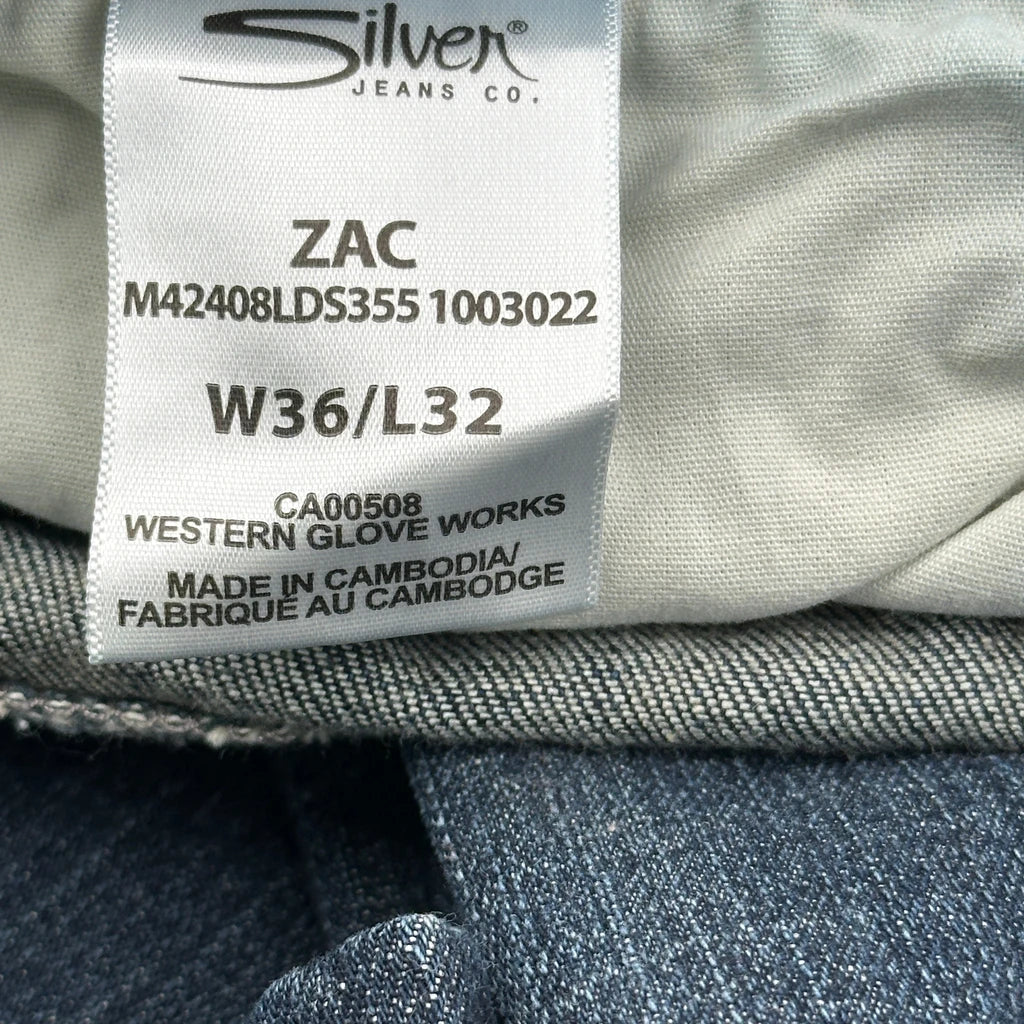 Silver®
JEANS CO.
ZAC
M42408LDS355 1003022
W36/L32
CA00508
WESTERN GLOVE WORKS
MADE IN CAMBODIA/
FABRIQUÉ AU CAMBODGE